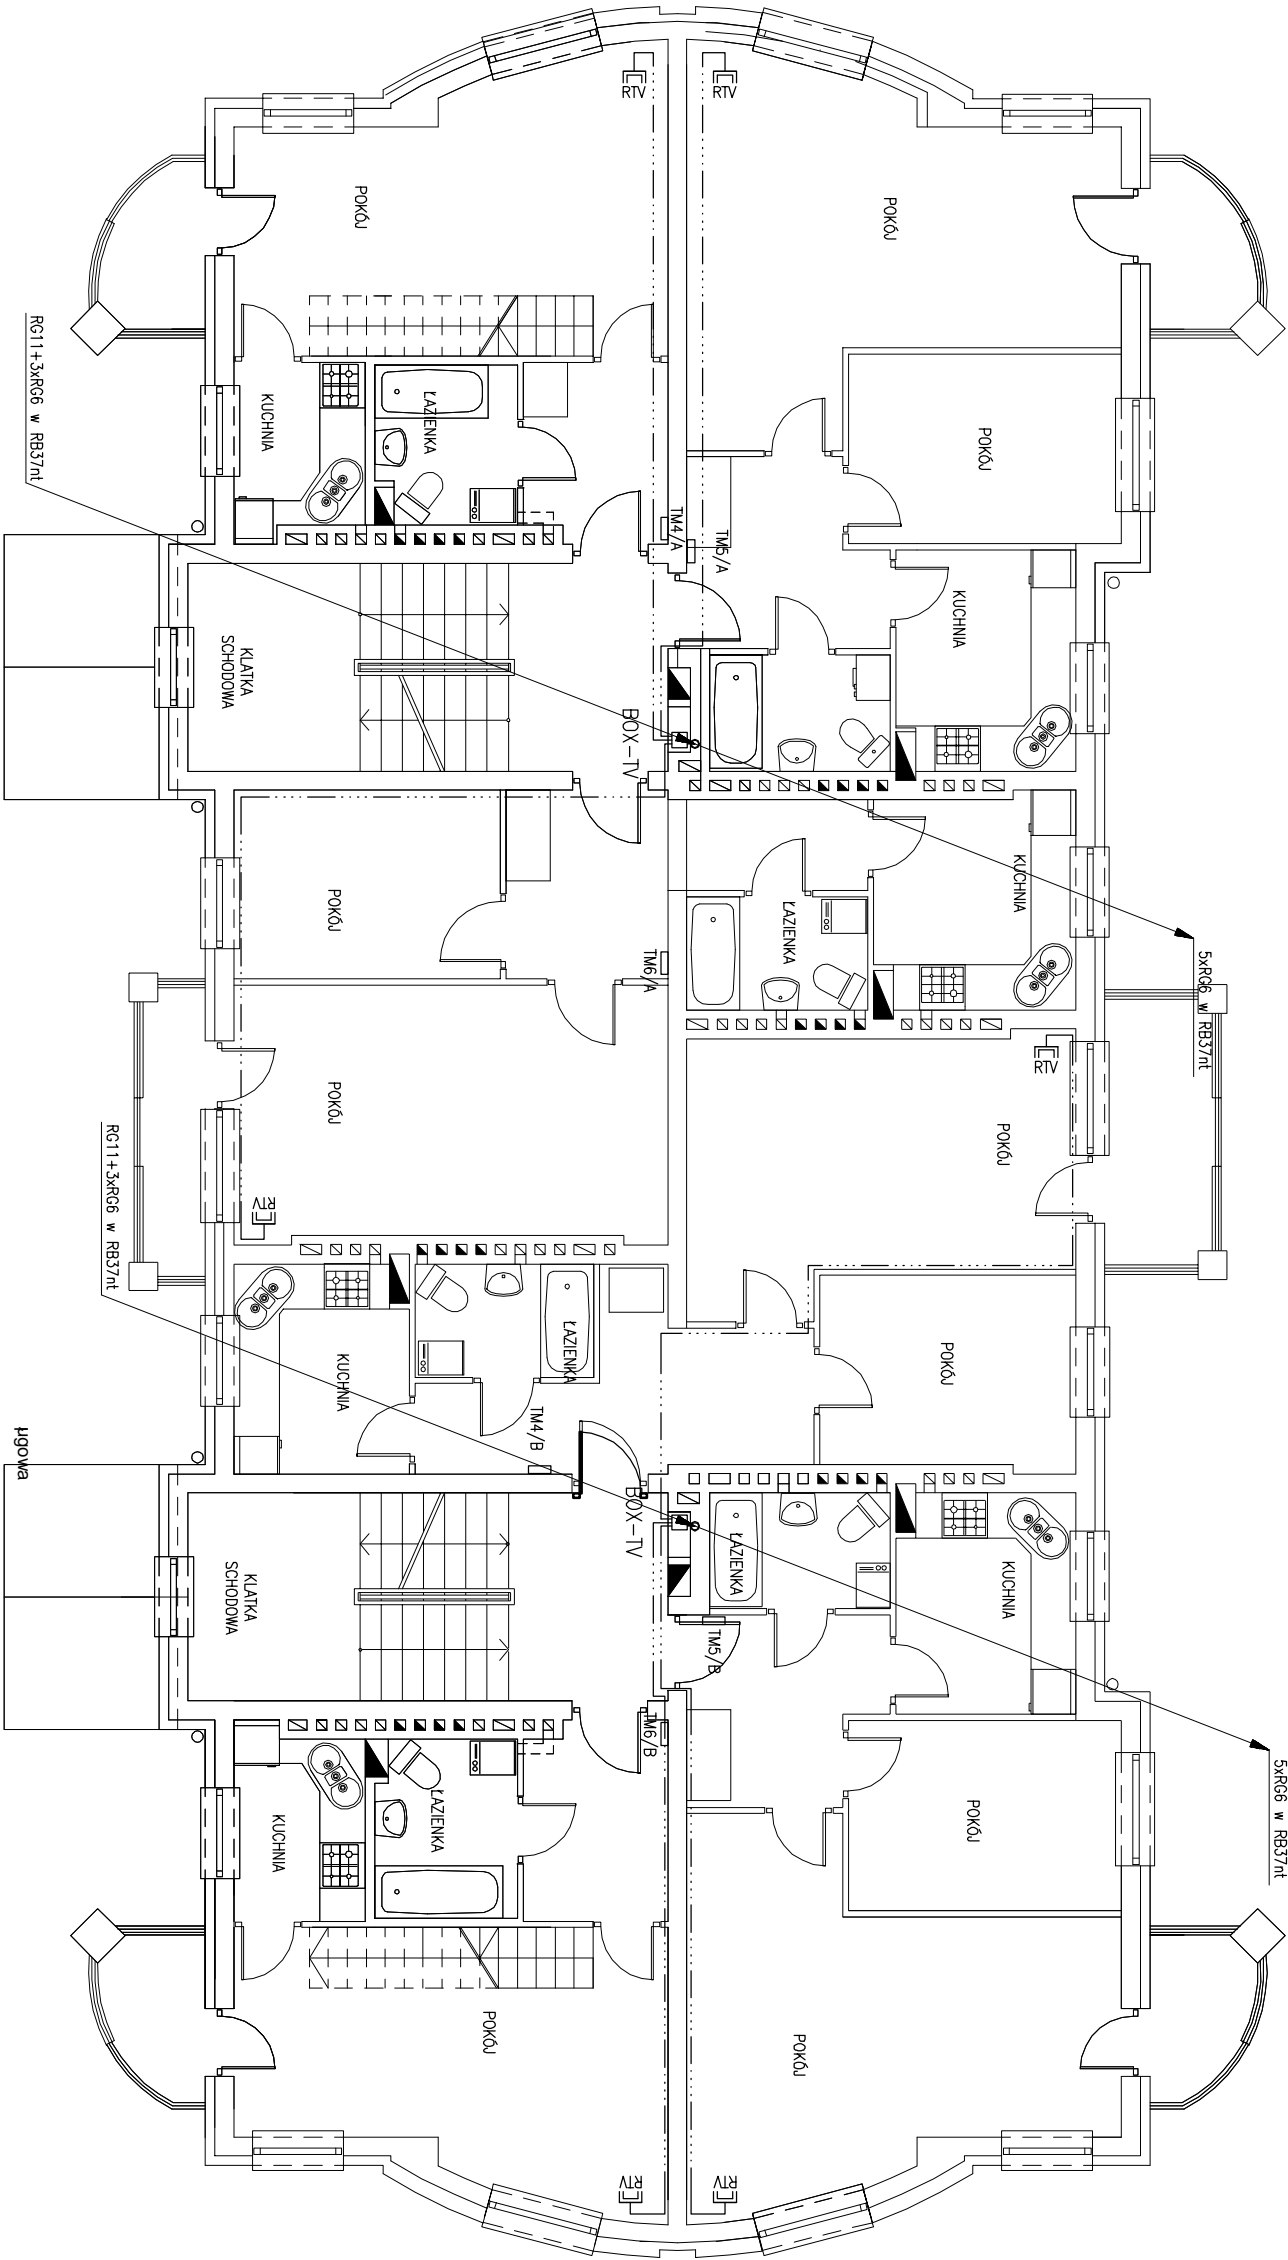 RTV
RTV
POKÓJ
POKÓJ
RG11+3xRG6 w RB37nt
KUCHNIA
ŁAZIENKA
POKÓJ
TM4/A
TM5/A
KUCHNIA
KLATKA
SCHODOWA
BOX-TV
POKÓJ
KUCHNIA
ŁAZIENKA
TM6/A
5xRG6 w RB37nt
RTV
POKÓJ
POKÓJ
RG11+3xRG6 w RB37nt
RTV
ŁAZIENKA
KUCHNIA
POKÓJ
TM4/B
µgowa
BOX-TV
ŁAZIENKA
KUCHNIA
KLATKA
SCHODOWA
TM5/B
TM6/B
5xRG6 w RB37nt
KUCHNIA
ŁAZIENKA
POKÓJ
POKÓJ
POKÓJ
RTV
RTV